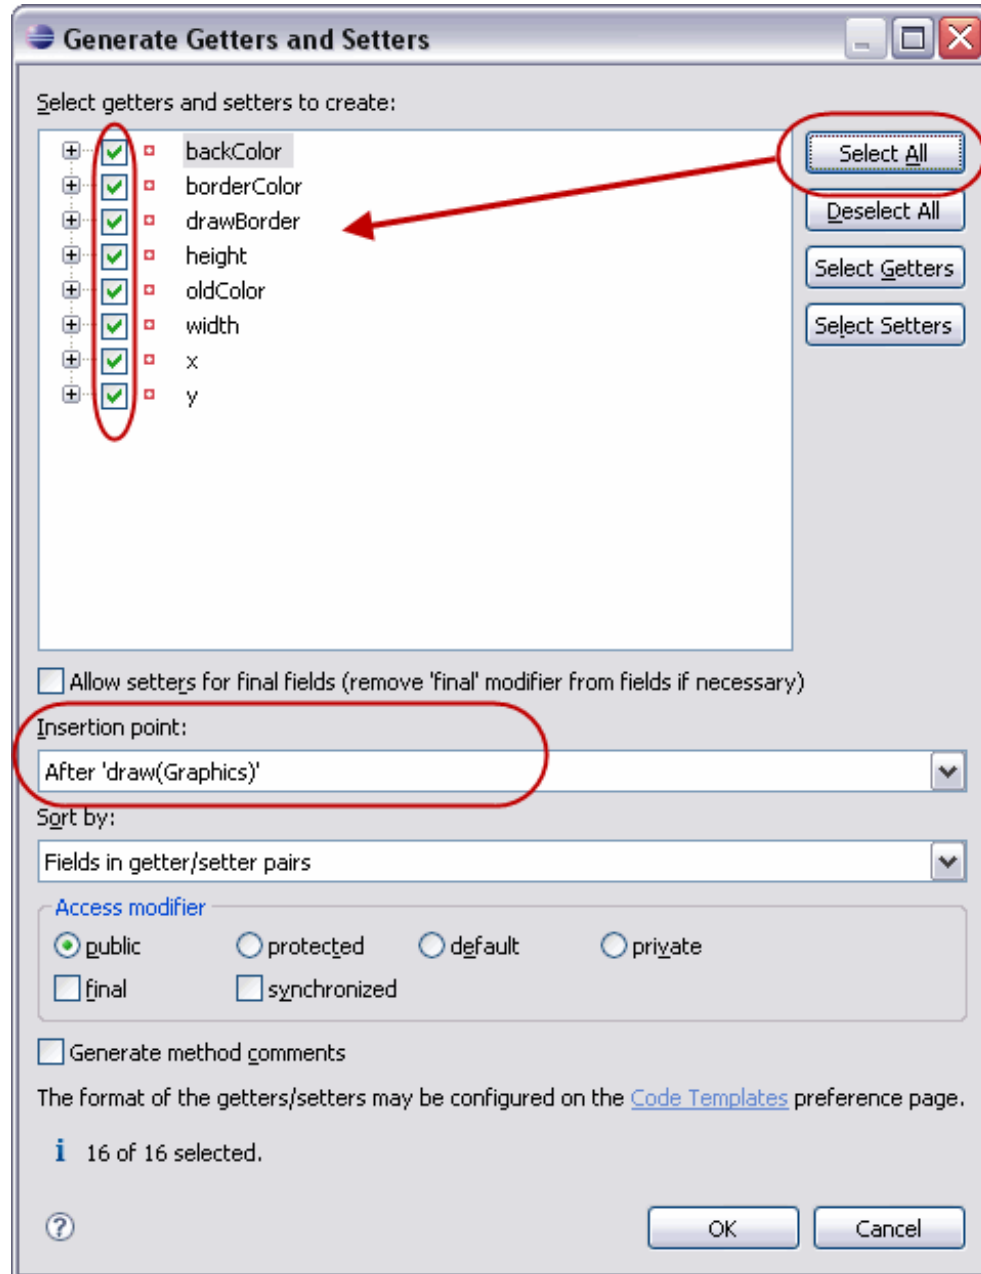 Generate Getters and Setters
Select getters and setters to create:
backColor
borderColor
drawBorder
height
oldColor
width
x
y
Select All
Deselect All
Select Getters
Select Setters
Allow setters for final fields (remove 'final' modifier from fields if necessary)
Insertion point:
After 'draw(Graphics)'
Sort by:
Fields in getter/setter pairs
Access modifier
public protected default private
final synchronized
Generate method comments
The format of the getters/setters may be configured on the Code Templates preference page.
i 16 of 16 selected.
?
OK Cancel